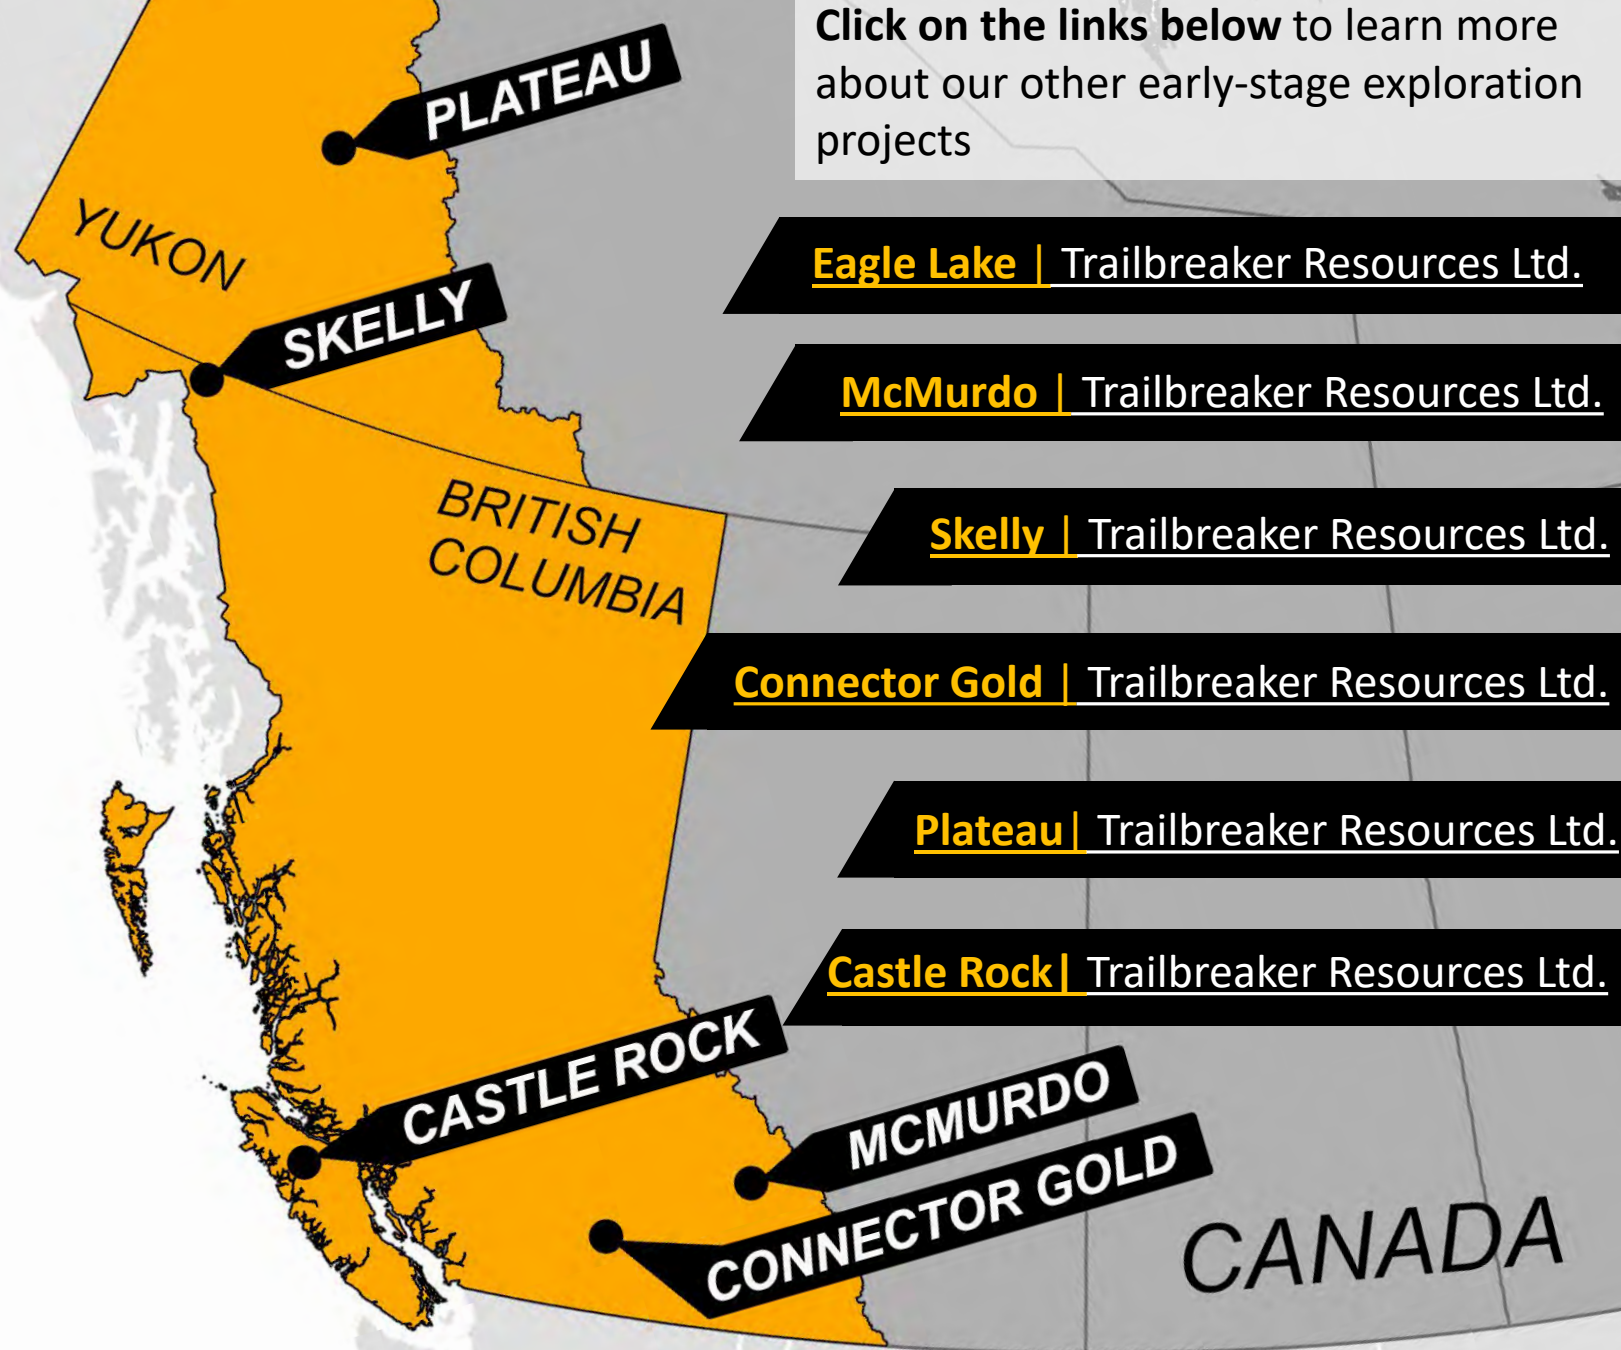 Click on the links below to learn more
about our other early-stage exploration
projects
PLATEAU
YUKON
Eagle Lake | Trailbreaker Resources Ltd.
SKELLY
McMurdo | Trailbreaker Resources Ltd.
BRITISH
COLUMBIA
Skelly | Trailbreaker Resources Ltd.
Connector Gold | Trailbreaker Resources Ltd.
Plateau| Trailbreaker Resources Ltd.
Castle Rock| Trailbreaker Resources Ltd.
CASTLE ROCK
MCMURDO
CONNECTOR GOLD
CANADA